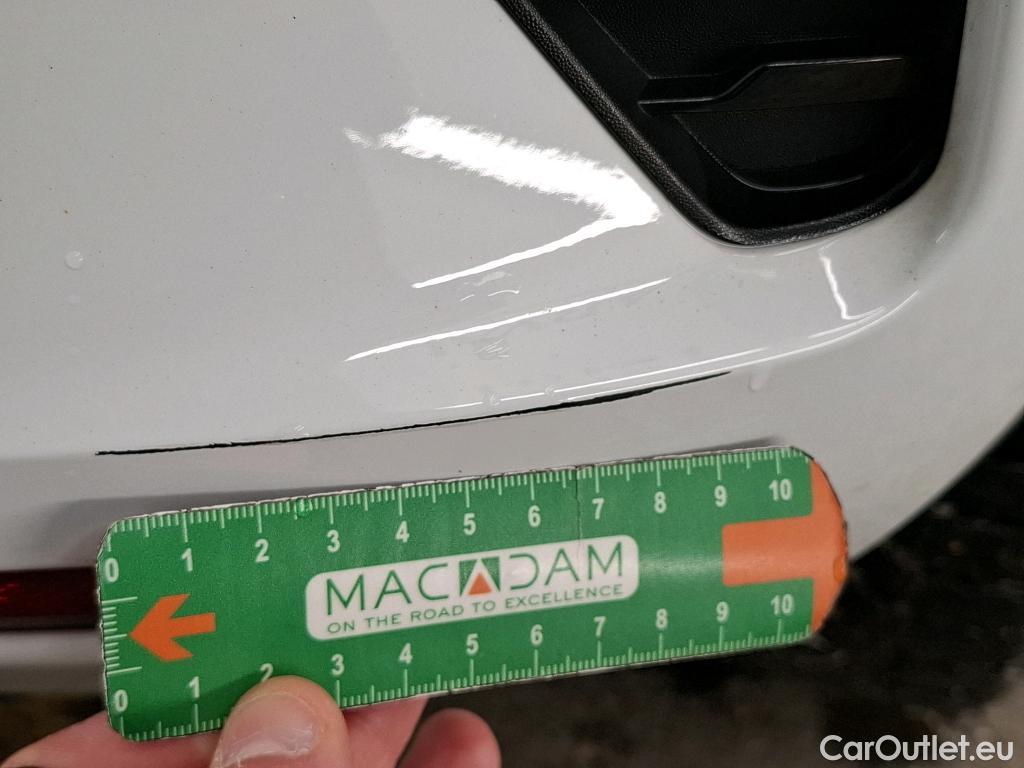 0 1 2 3 4 5 6 7 8 9 10
MACADAM
ON THE ROAD TO EXCELLENCE
0 1 2 3 4 5 6 7 8 9 10
CarOutlet.eu